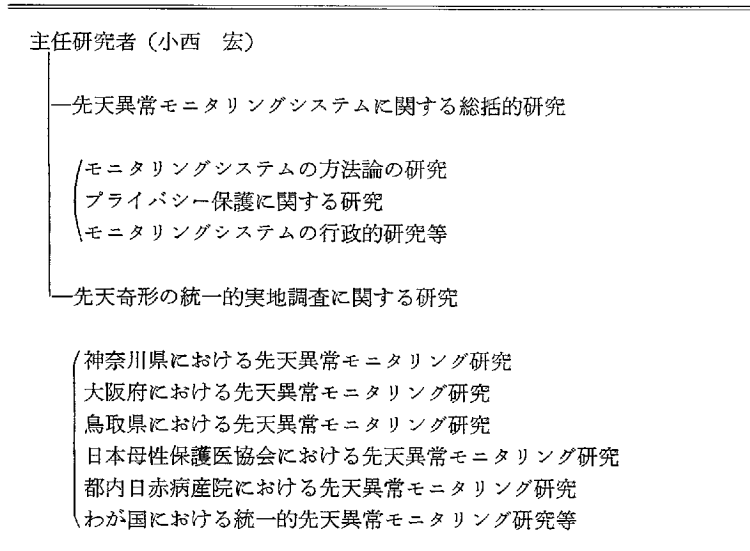 主任研究者（小西　宏）
先天異常モニタリングシステムに関する総括的研究
モニタリングシステムの方法論の研究
プライバシー保護に関する研究
モニタリングシステムの行政的研究等
先天奇形の統一的実地調査に関する研究
神奈川県における先天異常モニタリング研究
大阪府における先天異常モニタリング研究
鳥取県における先天異常モニタリング研究
日本母性保護医協会における先天異常モニタリング研究
都内日赤病産院における先天異常モニタリング研究
わが国における統一的先天異常モニタリング研究等